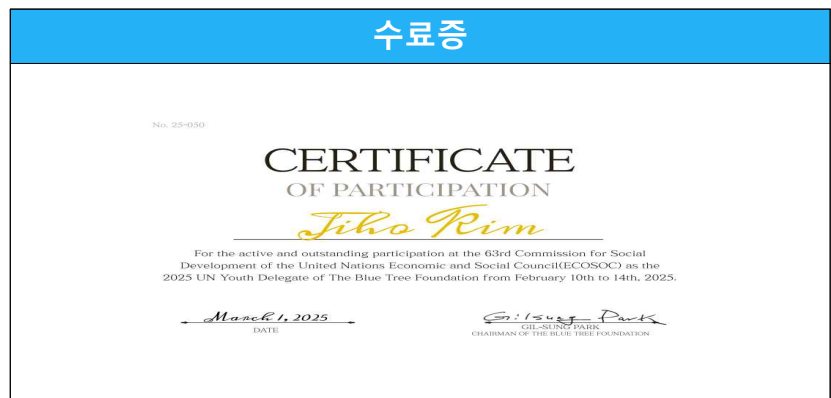 수료증
No. 25-050
CERTIFICATE
OF PARTICIPATION
Jiho Kim
For the active and outstanding participation at the 63rd Commission for Social
Development of the United Nations Economic and Social Council(ECOSOC) as the
2025 UN Youth Delegate of The Blue Tree Foundation from February 10th to 14th, 2025.
March 1, 2025
DATE
Gil-sung Park
GIL-SUNG PARK
CHAIRMAN OF THE BLUE TREE FOUNDATION